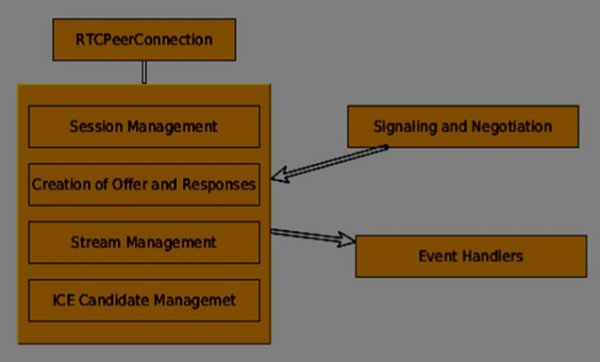 RTCPeerConnection
Session Management
Signaling and Negotiation
Creation of Offer and Responses
Stream Management
Event Handlers
ICE Candidate Managemet